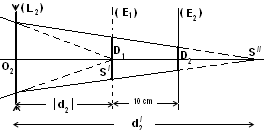 (L₂) (E₁) (E₂)
D₁ D₂
O₂ S' S''
|d₂| 10 cm
d₂'